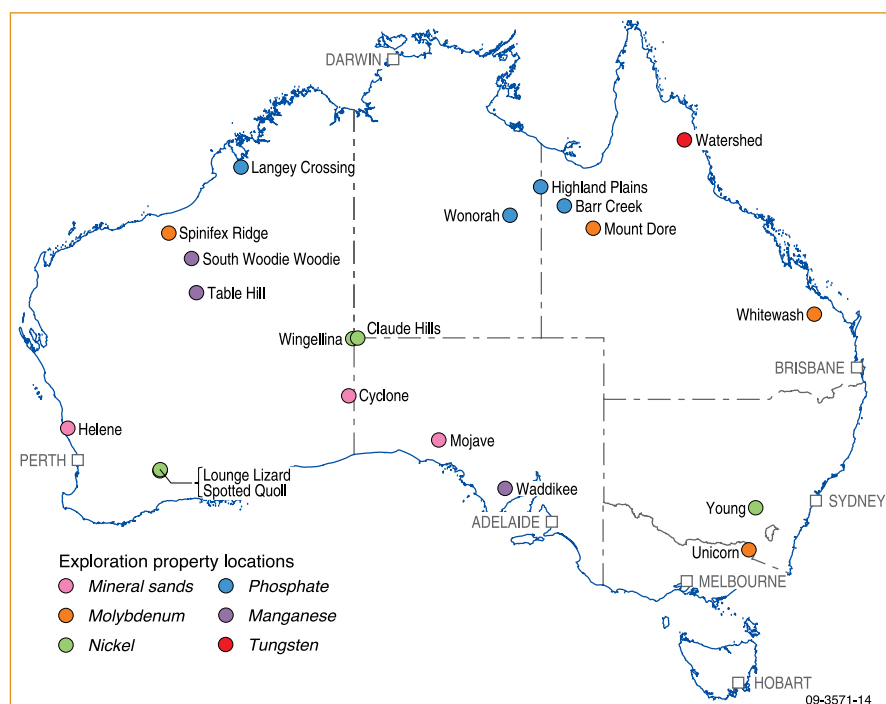 DARWIN
Watershed
Langey Crossing
Highland Plains
Barr Creek
Wonorah
Mount Dore
Spinifex Ridge
South Woodie Woodie
Table Hill
Whitewash
Wingellina
Claude Hills
BRISBANE
Cyclone
Helene
Mojave
PERTH
Lounge Lizard
Spotted Quoll
Waddikee
Young
SYDNEY
ADELAIDE
Unicorn
MELBOURNE
Exploration property locations
Mineral sands
Phosphate
Molybdenum
Manganese
Nickel
Tungsten
HOBART
09-3571-14